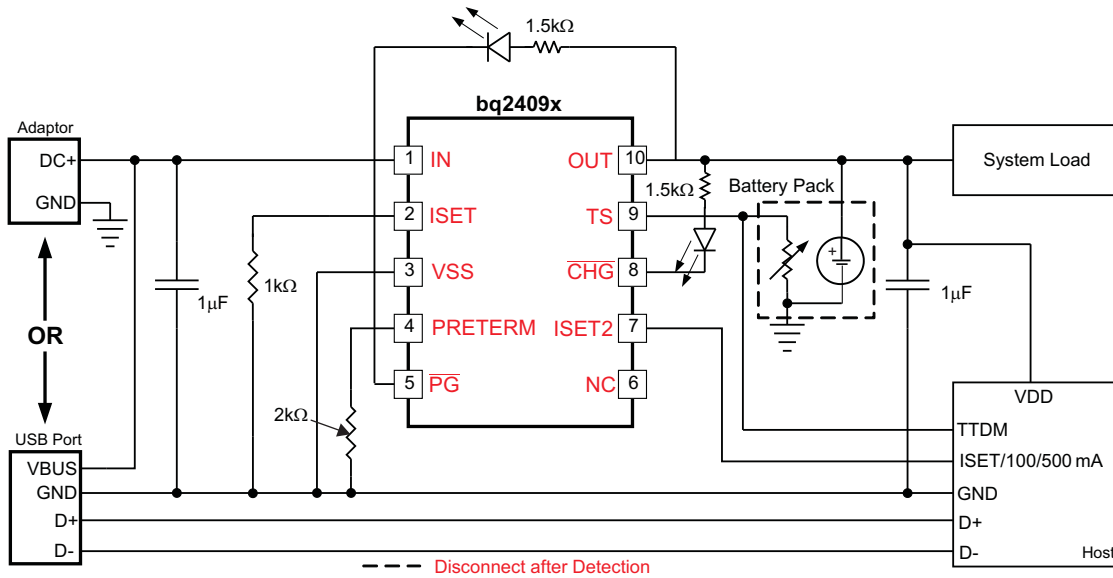 1.5kΩ
bq2409x
Adaptor
DC+
GND
1 IN
OUT 10
System Load
1.5kΩ
Battery Pack
2 ISET
TS 9
+
OR
1μF
1kΩ
3 VSS
CHG 8
1μF
4 PRETERM
ISET2 7
5 PG
NC 6
VDD
2kΩ
TTDM
USB Port
VBUS
ISET/100/500 mA
GND
GND
D+
D+
D-
D-
Host
Disconnect after Detection